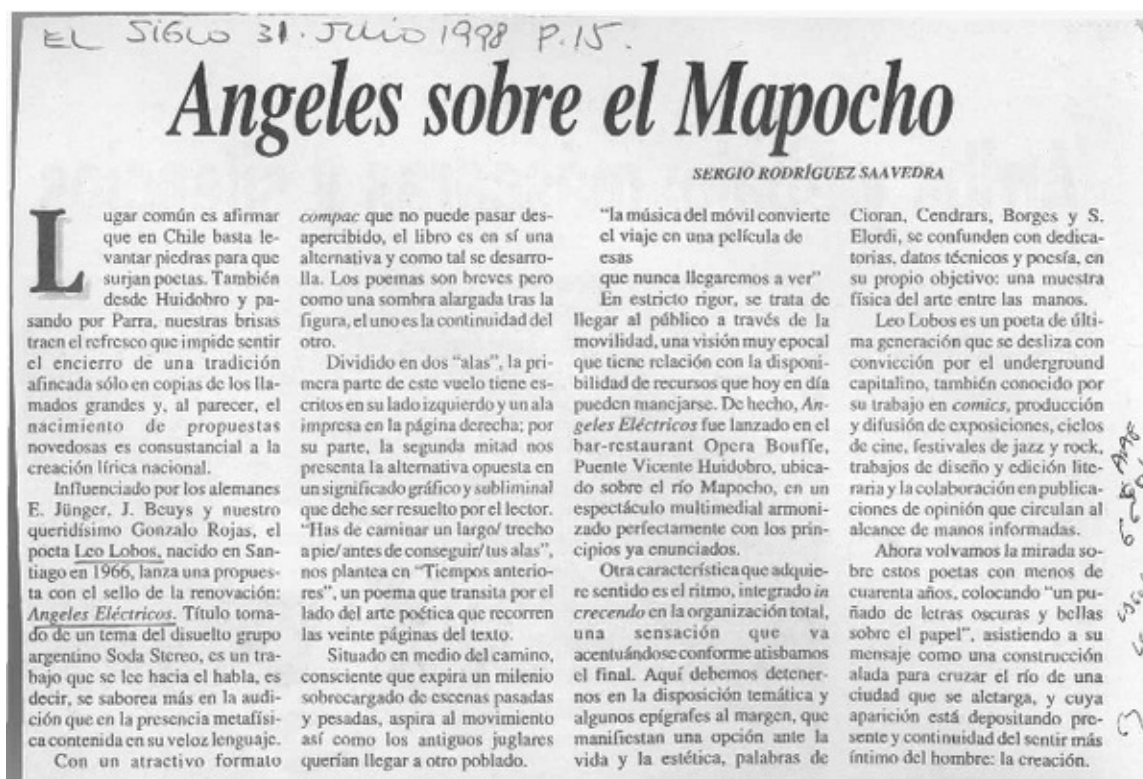 EL SIGLO 31. JULIO 1998 P.15.
Angeles sobre el Mapocho
SERGIO RODRÍGUEZ SAAVEDRA
Lugar común es afirmar
que en Chile basta le-
vantar piedras para que
surjan poetas. También
desde Huidobro y pa-
sando por Parra, nuestras brisas
traen el refresco que impide sentir
el encierro de una tradición
afincada sólo en copias de los lla-
mados grandes y, al parecer, el
nacimiento de propuestas
novedosas es consustancial a la
creación lírica nacional.
Influenciado por los alemanes
E. Jünger, J. Beuys y nuestro
queridísimo Gonzalo Rojas, el
poeta Leo Lobos, nacido en San-
tiago en 1966, lanza una propues-
ta con el sello de la renovación:
Angeles Eléctricos. Título toma-
do de un tema del disuelto grupo
argentino Soda Stereo, es un tra-
bajo que se lee hacia el habla, es
decir, se saborea más en la audi-
ción que en la presencia metafísi-
ca contenida en su veloz lenguaje.
Con un atractivo formato
compac que no puede pasar des-
apercibido, el libro es en sí una
alternativa y como tal se desarro-
lla. Los poemas son breves pero
como una sombra alargada tras la
figura, el uno es la continuidad del
otro.
Dividido en dos "alas", la pri-
mera parte de este vuelo tiene es-
critos en su lado izquierdo y un ala
impresa en la página derecha; por
su parte, la segunda mitad nos
presenta la alternativa opuesta en
un significado gráfico y subliminal
que debe ser resuelto por el lector.
"Has de caminar un largo/ trecho
a pie/ antes de conseguir/ tus alas",
nos plantea en "Tiempos anterio-
res", un poema que transita por el
lado del arte poética que recorren
las veinte páginas del texto.
Situado en medio del camino,
consciente que expira un milenio
sobrecargado de escenas pasadas
y pesadas, aspira al movimiento
así como los antiguos juglares
querían llegar a otro poblado.
"la música del móvil convierte
el viaje en una película de
esas
que nunca llegaremos a ver"
En estricto rigor, se trata de
llegar al público a través de la
movilidad, una visión muy epocal
que tiene relación con la disponi-
bilidad de recursos que hoy en día
pueden manejarse. De hecho, An-
geles Eléctricos fue lanzado en el
bar-restaurant Opera Bouffe,
Puente Vicente Huidobro, ubica-
do sobre el río Mapocho, en un
espectáculo multimedial armoni-
zado perfectamente con los prin-
cipios ya enunciados.
Otra característica que adquie-
re sentido es el ritmo, integrado in
crecendo en la organización total,
una sensación que va
acentuándose conforme atisbamos
el final. Aquí debemos detener-
nos en la disposición temática y
algunos epígrafes al margen, que
manifiestan una opción ante la
vida y la estética, palabras de
Cioran, Cendrars, Borges y S.
Elordi, se confunden con dedica-
torias, datos técnicos y poesía, en
su propio objetivo: una muestra
física del arte entre las manos.
Leo Lobos es un poeta de últi-
ma generación que se desliza con
convicción por el underground
capitalino, también conocido por
su trabajo en comics, producción
y difusión de exposiciones, ciclos
de cine, festivales de jazz y rock,
trabajos de diseño y edición lite-
raria y la colaboración en publica-
ciones de opinión que circulan al
alcance de manos informadas.
Ahora volvamos la mirada so-
bre estos poetas con menos de
cuarenta años, colocando "un pu-
ñado de letras oscuras y bellas
sobre el papel", asistiendo a su
mensaje como una construcción
alada para cruzar el río de una
ciudad que se aletarga, y cuya
aparición está depositando pre-
sente y continuidad del sentir más
íntimo del hombre: la creación.